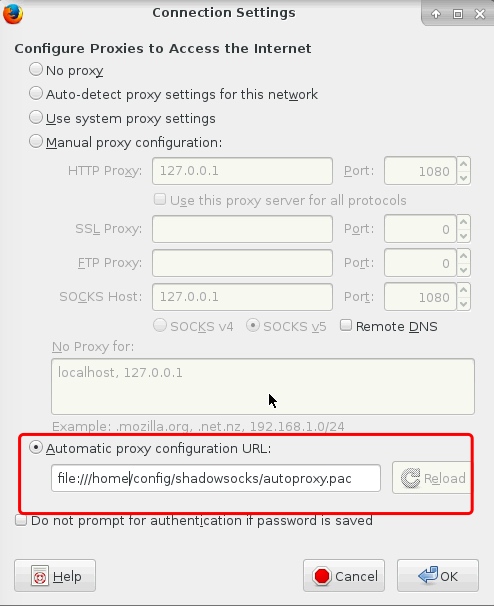 Connection Settings
Configure Proxies to Access the Internet
No proxy
Auto-detect proxy settings for this network
Use system proxy settings
Manual proxy configuration:
HTTP Proxy: 127.0.0.1 Port: 1080
Use this proxy server for all protocols
SSL Proxy: Port: 0
FTP Proxy: Port: 0
SOCKS Host: 127.0.0.1 Port: 1080
SOCKS v4 SOCKS v5 Remote DNS
No Proxy for:
localhost, 127.0.0.1
Example: .mozilla.org, .net.nz, 192.168.1.0/24
Automatic proxy configuration URL:
file:///home/config/shadowsocks/autoproxy.pac Reload
Do not prompt for authentication if password is saved
Help Cancel OK